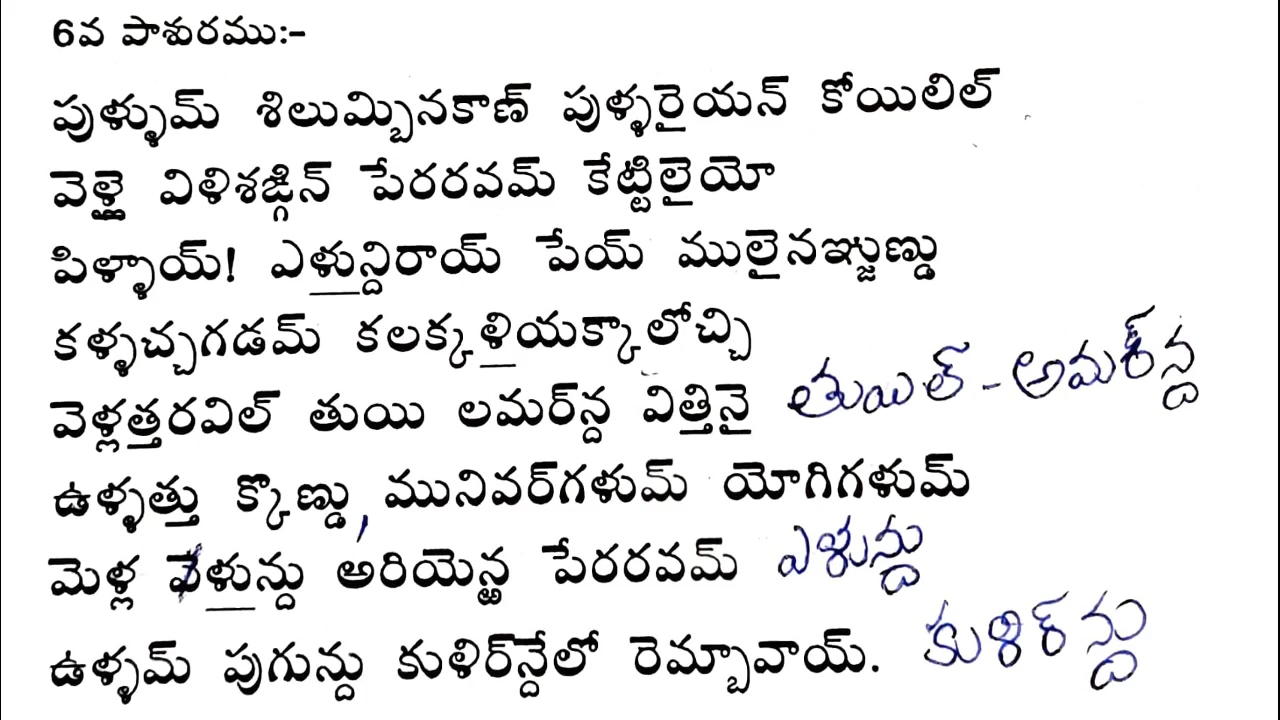 6వ పాశురము:-
పుళ్ళుమ్ శిలుమ్బినకాణ్ పుళ్ళరైయన్ కోయిలిల్
వెళ్లై విళిశఙ్గిన్ పేరరవమ్ కేట్టిలైయో
పిళ్ళాయ్! ఎళున్దిరాయ్ పేయ్ ములైనఞ్జుణ్డు
కళ్ళచ్చగడమ్ కలక్కళియక్కాలోచ్చి
వెళ్లత్తరవిల్ తుయి లమర్న్ద విత్తినై తుయిల్ - అమర్న్ద
ఉళ్ళత్తు క్కొణ్డు, మునివర్గళుమ్ యోగిగళుమ్
మెళ్ల వెళున్దు అరియెన్ఱ పేరరవమ్ ఎళున్దు
ఉళ్ళమ్ పుగున్దు కుళిర్న్దేలో రెమ్బావాయ్. కుళిర్న్దు